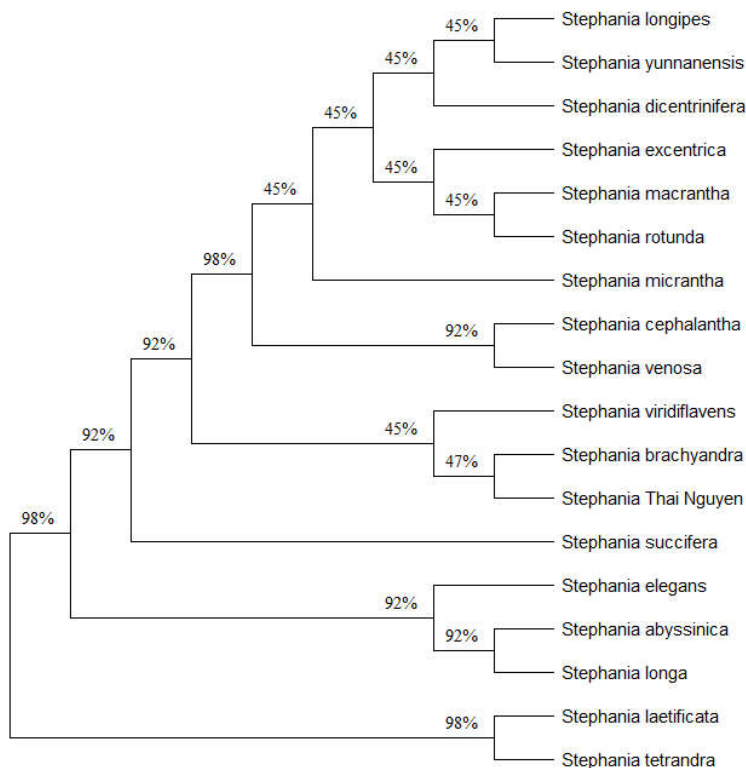 45%
Stephania longipes
45%
Stephania yunnanensis
45%
Stephania dicentrinifera
45%
Stephania excentrica
45%
45%
Stephania macrantha
Stephania rotunda
98%
Stephania micrantha
92%
Stephania cephalantha
92%
Stephania venosa
45%
Stephania viridiflavens
92%
47%
Stephania brachyandra
Stephania Thai Nguyen
98%
Stephania succifera
92%
Stephania elegans
92%
Stephania abyssinica
Stephania longa
98%
Stephania laetificata
Stephania tetrandra